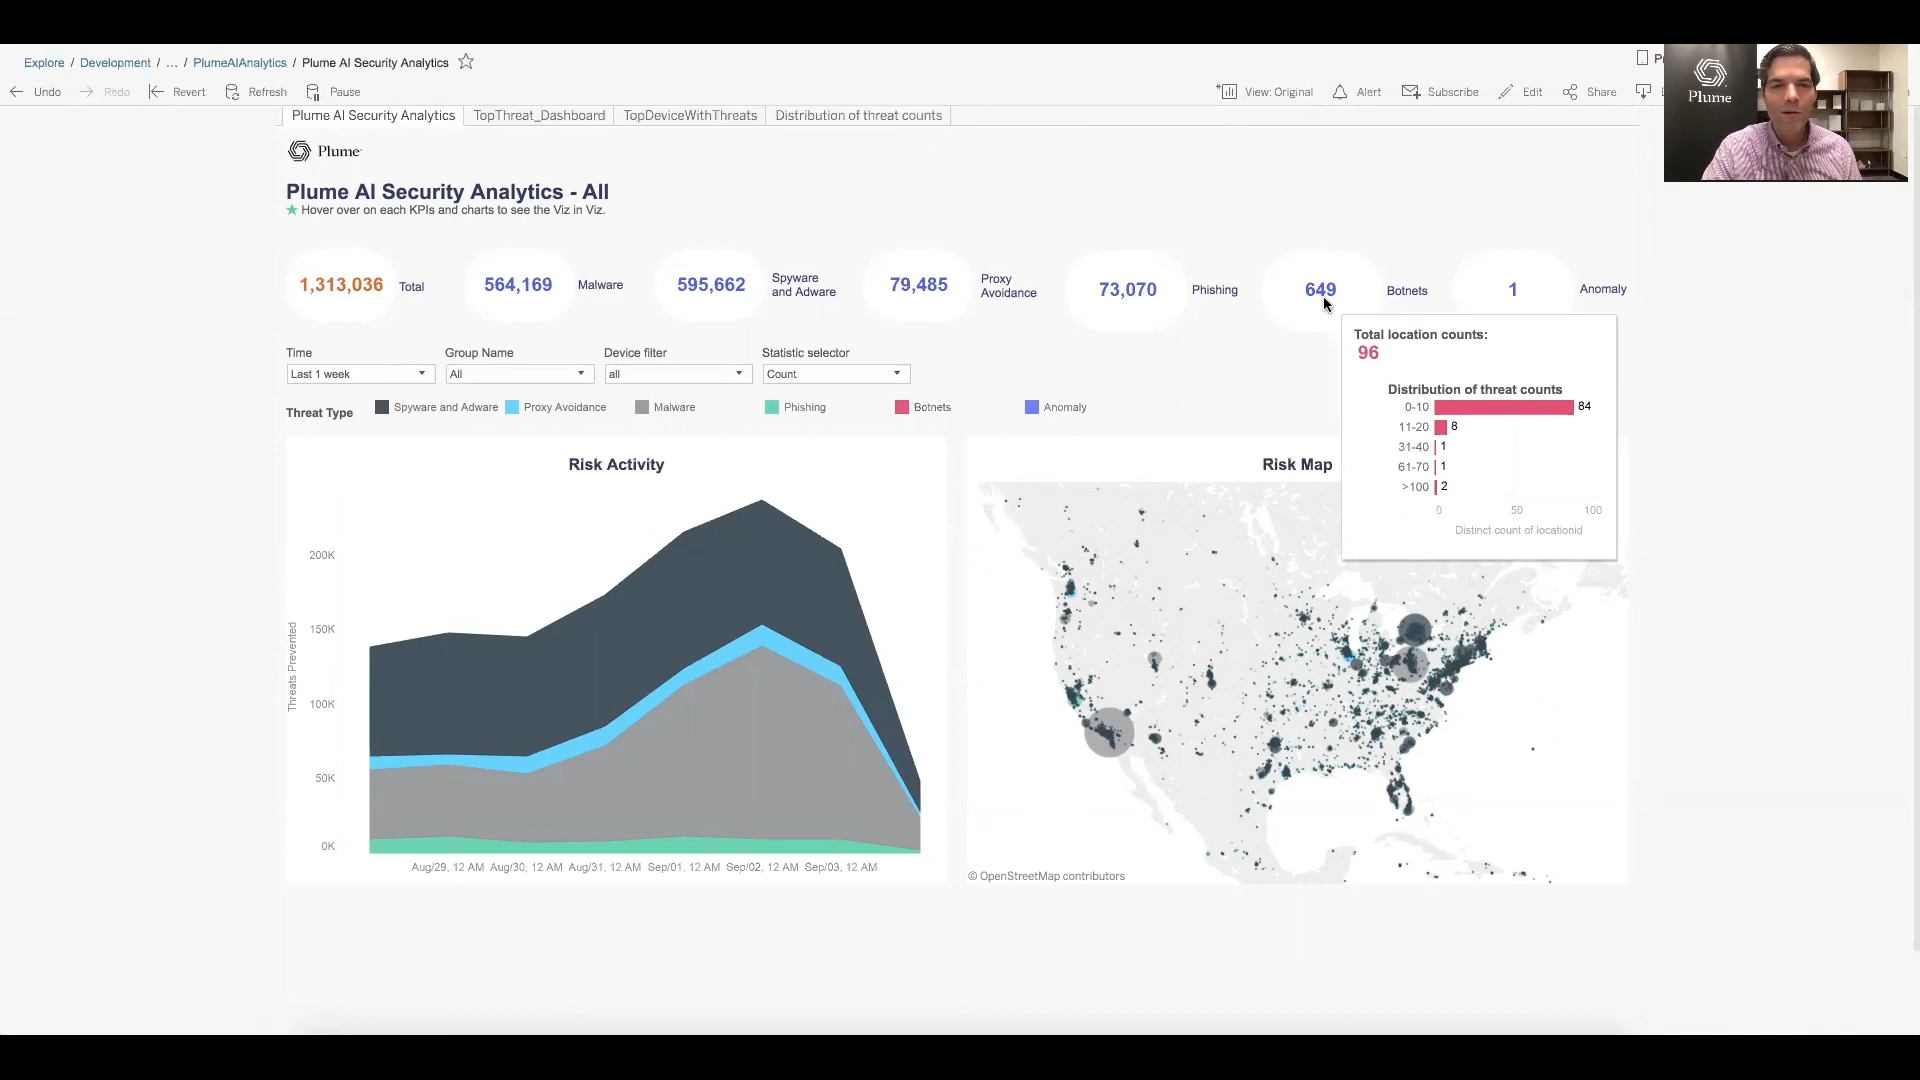 Explore / Development / ... / PlumeAIAnalytics / Plume AI Security Analytics
Undo Redo Revert Refresh Pause
View: Original Alert Subscribe Edit Share
Plume
Plume AI Security Analytics TopThreat_Dashboard TopDeviceWithThreats Distribution of threat counts
Plume
Plume AI Security Analytics - All
Hover over on each KPIs and charts to see the Viz in Viz.
1,313,036 Total
564,169 Malware
595,662 Spyware
and Adware
79,485 Proxy
Avoidance
73,070 Phishing
649 Botnets
1 Anomaly
Time Group Name Device filter Statistic selector
Last 1 week All all Count
Threat Type Spyware and Adware Proxy Avoidance Malware Phishing Botnets Anomaly
Total location counts:
96
Distribution of threat counts
0-10 84
11-20 8
31-40 1
61-70 1
>100 2
0 50 100
Distinct count of locationid
Risk Activity
200K
150K
100K
50K
0K
Threats Prevented
Aug/29, 12 AM Aug/30, 12 AM Aug/31, 12 AM Sep/01, 12 AM Sep/02, 12 AM Sep/03, 12 AM
Risk Map
© OpenStreetMap contributors